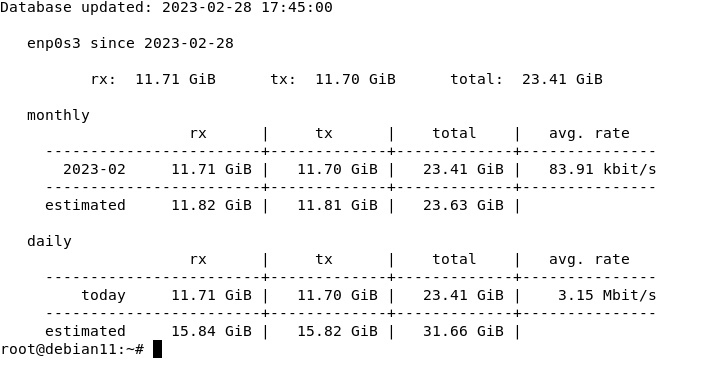 Database updated: 2023-02-28 17:45:00
enp0s3 since 2023-02-28
rx:  11.71 GiB      tx:  11.70 GiB      total:  23.41 GiB
monthly
rx      |     tx      |    total    |   avg. rate
------------------------+-------------+-------------+---------------
2023-02     11.71 GiB |   11.70 GiB |   23.41 GiB |   83.91 kbit/s
------------------------+-------------+-------------+---------------
estimated     11.82 GiB |   11.81 GiB |   23.63 GiB |
daily
rx      |     tx      |    total    |   avg. rate
------------------------+-------------+-------------+---------------
today     11.71 GiB |   11.70 GiB |   23.41 GiB |    3.15 Mbit/s
------------------------+-------------+-------------+---------------
estimated     15.84 GiB |   15.82 GiB |   31.66 GiB |
root@debian11:~#